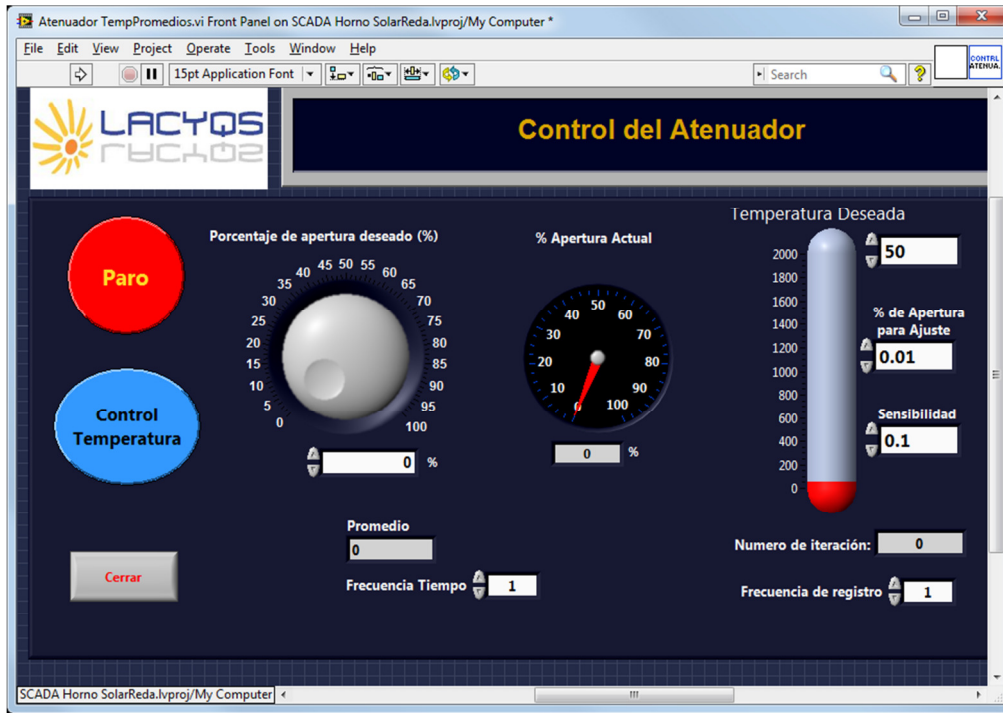 Atenuador TempPromedios.vi Front Panel on SCADA Horno SolarReda.lvproj/My Computer *
File Edit View Project Operate Tools Window Help
15pt Application Font
Search
CONTRL
ATENUA.
LACYQS
Control del Atenuador
Paro
Control
Temperatura
Cerrar
Porcentaje de apertura deseado (%)
0 5 10 15 20 25 30 35 40 45 50 55 60 65 70 75 80 85 90 95 100
0 %
% Apertura Actual
0 10 20 30 40 50 60 70 80 90 100
0 %
Temperatura Deseada
2000
1800
1600
1400
1200
1000
800
600
400
200
0
50
% de Apertura
para Ajuste
0.01
Sensibilidad
0.1
Promedio
0
Frecuencia Tiempo 1
Numero de iteración: 0
Frecuencia de registro 1
SCADA Horno SolarReda.lvproj/My Computer